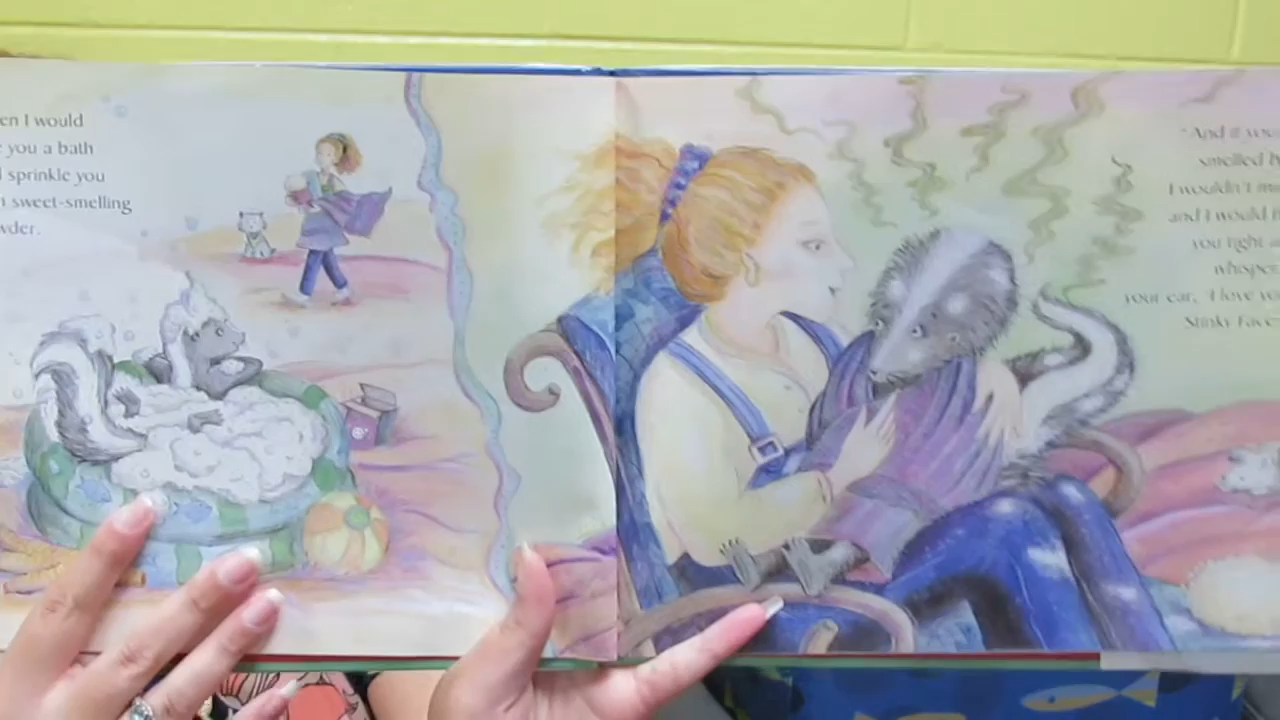 en I would
you a bath
sprinkle you
sweet-smelling
wder.
"And if you
smelled b
I wouldn't m
and I would
you tight a
whisper
your ear, 'I love yo
Stinky Face.